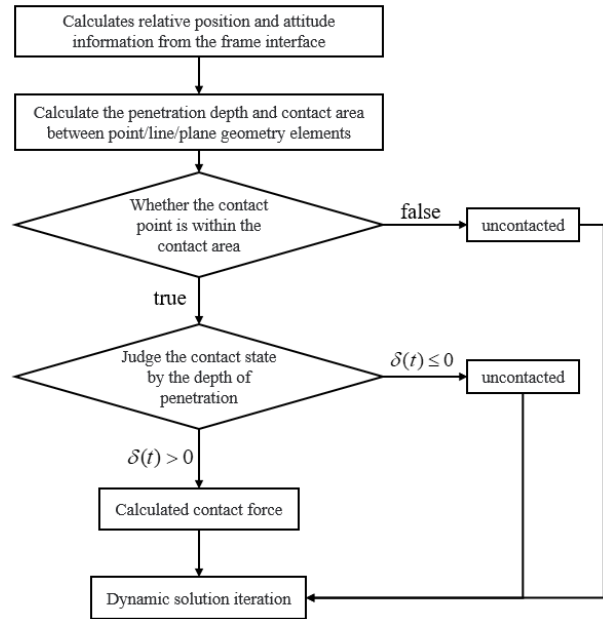 Calculates relative position and attitude
information from the frame interface
Calculate the penetration depth and contact area
between point/line/plane geometry elements
Whether the contact
point is within the
contact area
false
uncontacted
true
Judge the contact state
by the depth of
penetration
δ(t) ≤ 0
uncontacted
δ(t) > 0
Calculated contact force
Dynamic solution iteration